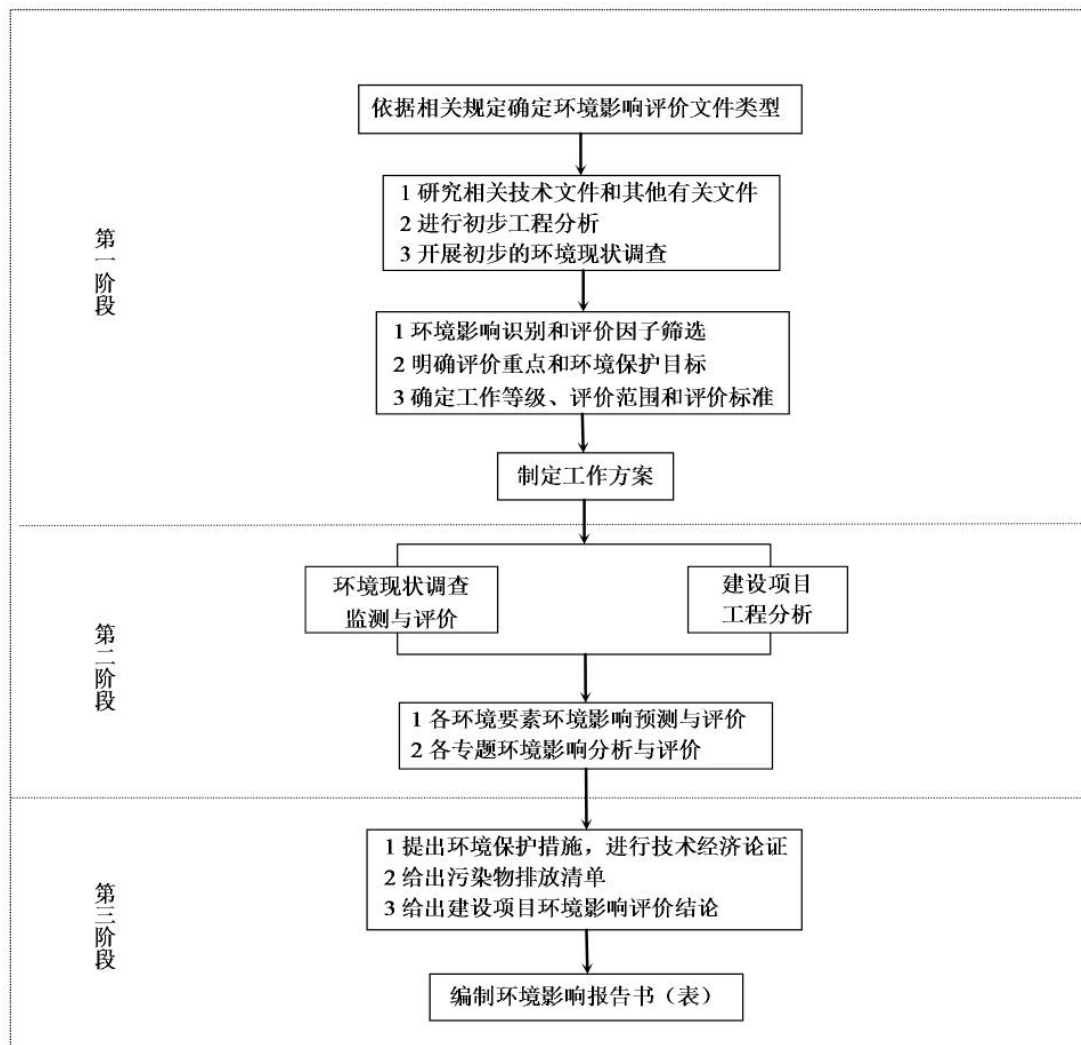 依据相关规定确定环境影响评价文件类型
1 研究相关技术文件和其他有关文件
2 进行初步工程分析
3 开展初步的环境现状调查
第一阶段
1 环境影响识别和评价因子筛选
2 明确评价重点和环境保护目标
3 确定工作等级、评价范围和评价标准
制定工作方案
环境现状调查
监测与评价
建设项目
工程分析
第二阶段
1 各环境要素环境影响预测与评价
2 各专题环境影响分析与评价
1 提出环境保护措施，进行技术经济论证
2 给出污染物排放清单
3 给出建设项目环境影响评价结论
第三阶段
编制环境影响报告书（表）